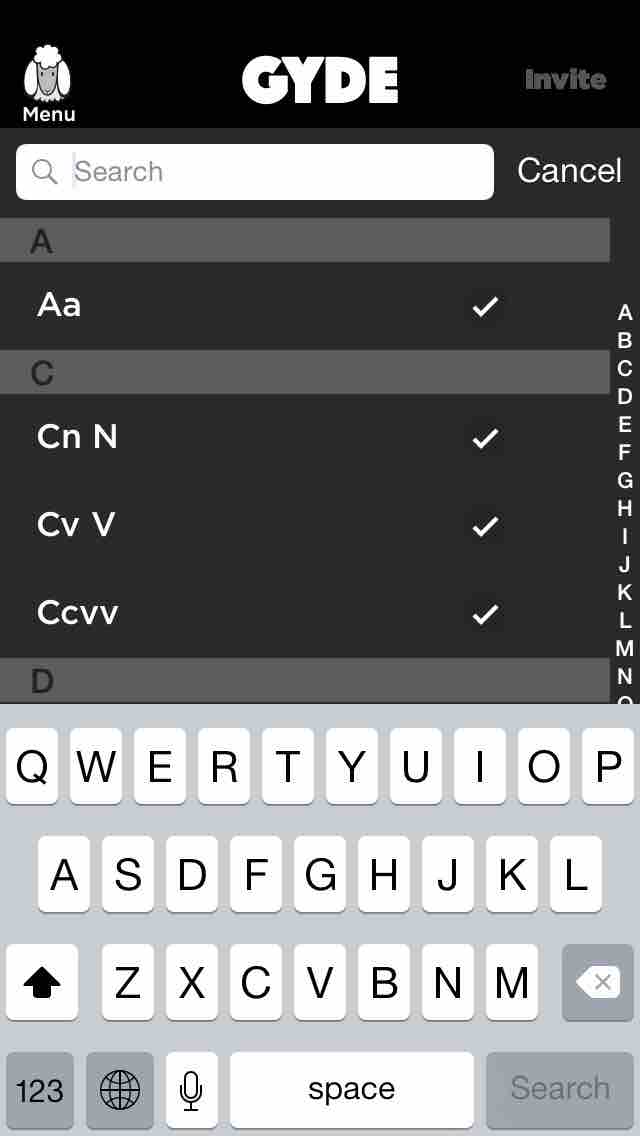 GYDE
Invite
Menu
Search
Cancel
A
Aa
C
Cn N
Cv V
Ccvv
D
A
B
C
D
E
F
G
H
I
J
K
L
M
N
Q W E R T Y U I O P
A S D F G H J K L
Z X C V B N M
123
space
Search